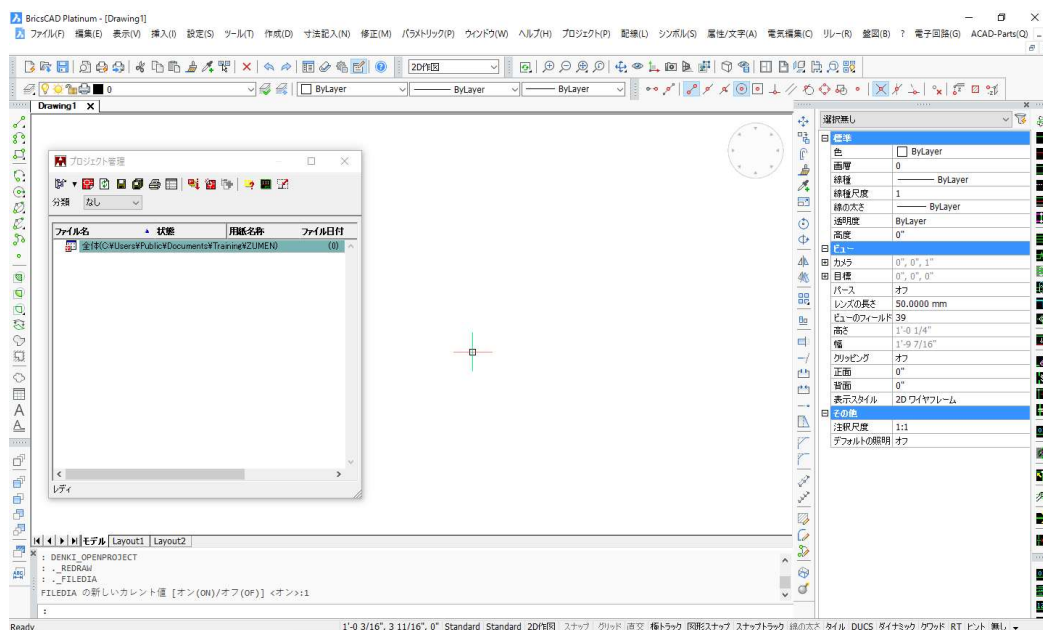 BricsCAD Platinum - [Drawing1]
ファイル(F) 編集(E) 表示(V) 挿入(I) 設定(S) ツール(T) 作成(D) 寸法記入(N) 修正(M) パラメトリック(P) ウィンドウ(W) ヘルプ(H) プロジェクト(P) 配線(L) シンボル(S) 属性/文字(A) 電気編集(C) リレー(R) 盤図(B) ? 電子回路(G) ACAD-Parts(Q)
2D作図
0 ByLayer ByLayer ByLayer
Drawing1 X
プロジェクト管理
分類 なし
ファイル名 状態 用紙名称 ファイル日付
全体(C:¥Users¥Public¥Documents¥Training¥ZUMEN) (0)
レディ
選択無し
標準
色 ByLayer
画層 0
線種 ByLayer
線種尺度 1
線の太さ ByLayer
透明度 ByLayer
高度 0"
ビュー
カメラ 0", 0", 1"
目標 0", 0", 0"
パース オフ
レンズの長さ 50.0000 mm
ビューのフィールド 39
高さ 1'-0 1/4"
幅 1'-9 7/16"
クリッピング オフ
正面 0"
背面 0"
表示スタイル 2D ワイヤフレーム
その他
注釈尺度 1:1
デフォルトの照明 オフ
モデル Layout1 Layout2
: DENKI_OPENPROJECT
: ._REDRAW
: ._FILEDIA
FILEDIA の新しいカレント値 [オン(ON)/オフ(OF)] <オン>:1
:
Ready 1'-0 3/16", 3 11/16", 0" Standard Standard 2D作図 スナップ グリッド 直交 極トラック 図形スナップ スナップトラック 線の太さ タイル DUCS ダイナミック クワッド RT ヒント 無し